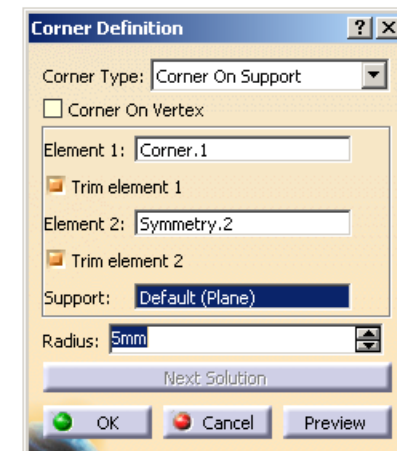 Corner Definition ? X
Corner Type: Corner On Support
Corner On Vertex
Element 1: Corner.1
Trim element 1
Element 2: Symmetry.2
Trim element 2
Support: Default (Plane)
Radius: 5mm
Next Solution
OK Cancel Preview